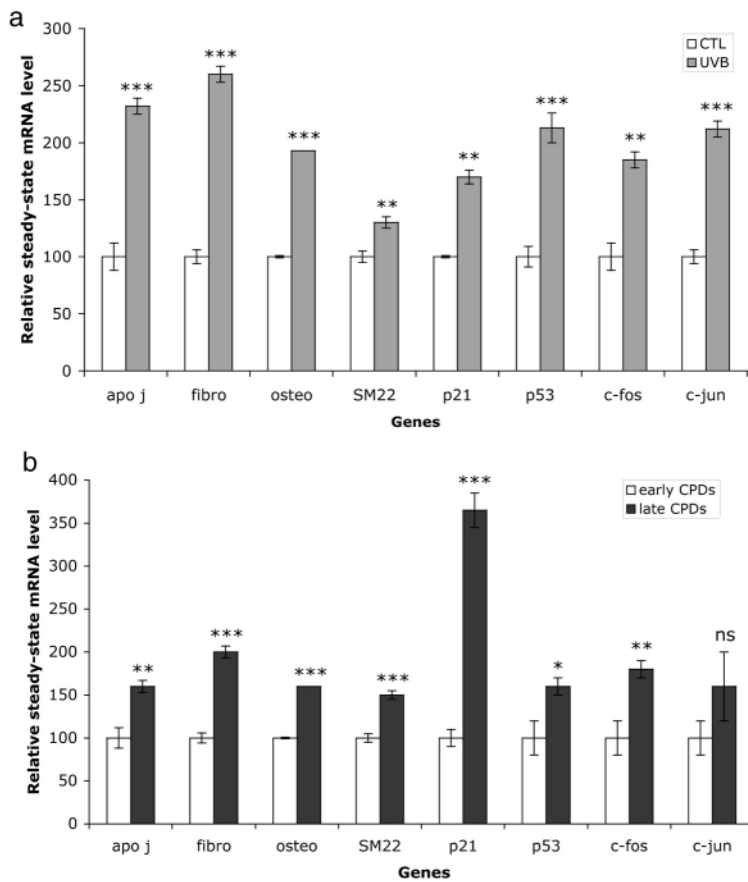 a
300
250
200
150
100
50
0
Relative steady-state mRNA level
CTL
UVB
***
***
***
**
**
***
**
***
apo j fibro osteo SM22 p21 p53 c-fos c-jun
Genes
b
400
350
300
250
200
150
100
50
0
Relative steady-state mRNA level
early CPDs
late CPDs
**
***
***
***
***
*
**
ns
apo j fibro osteo SM22 p21 p53 c-fos c-jun
Genes